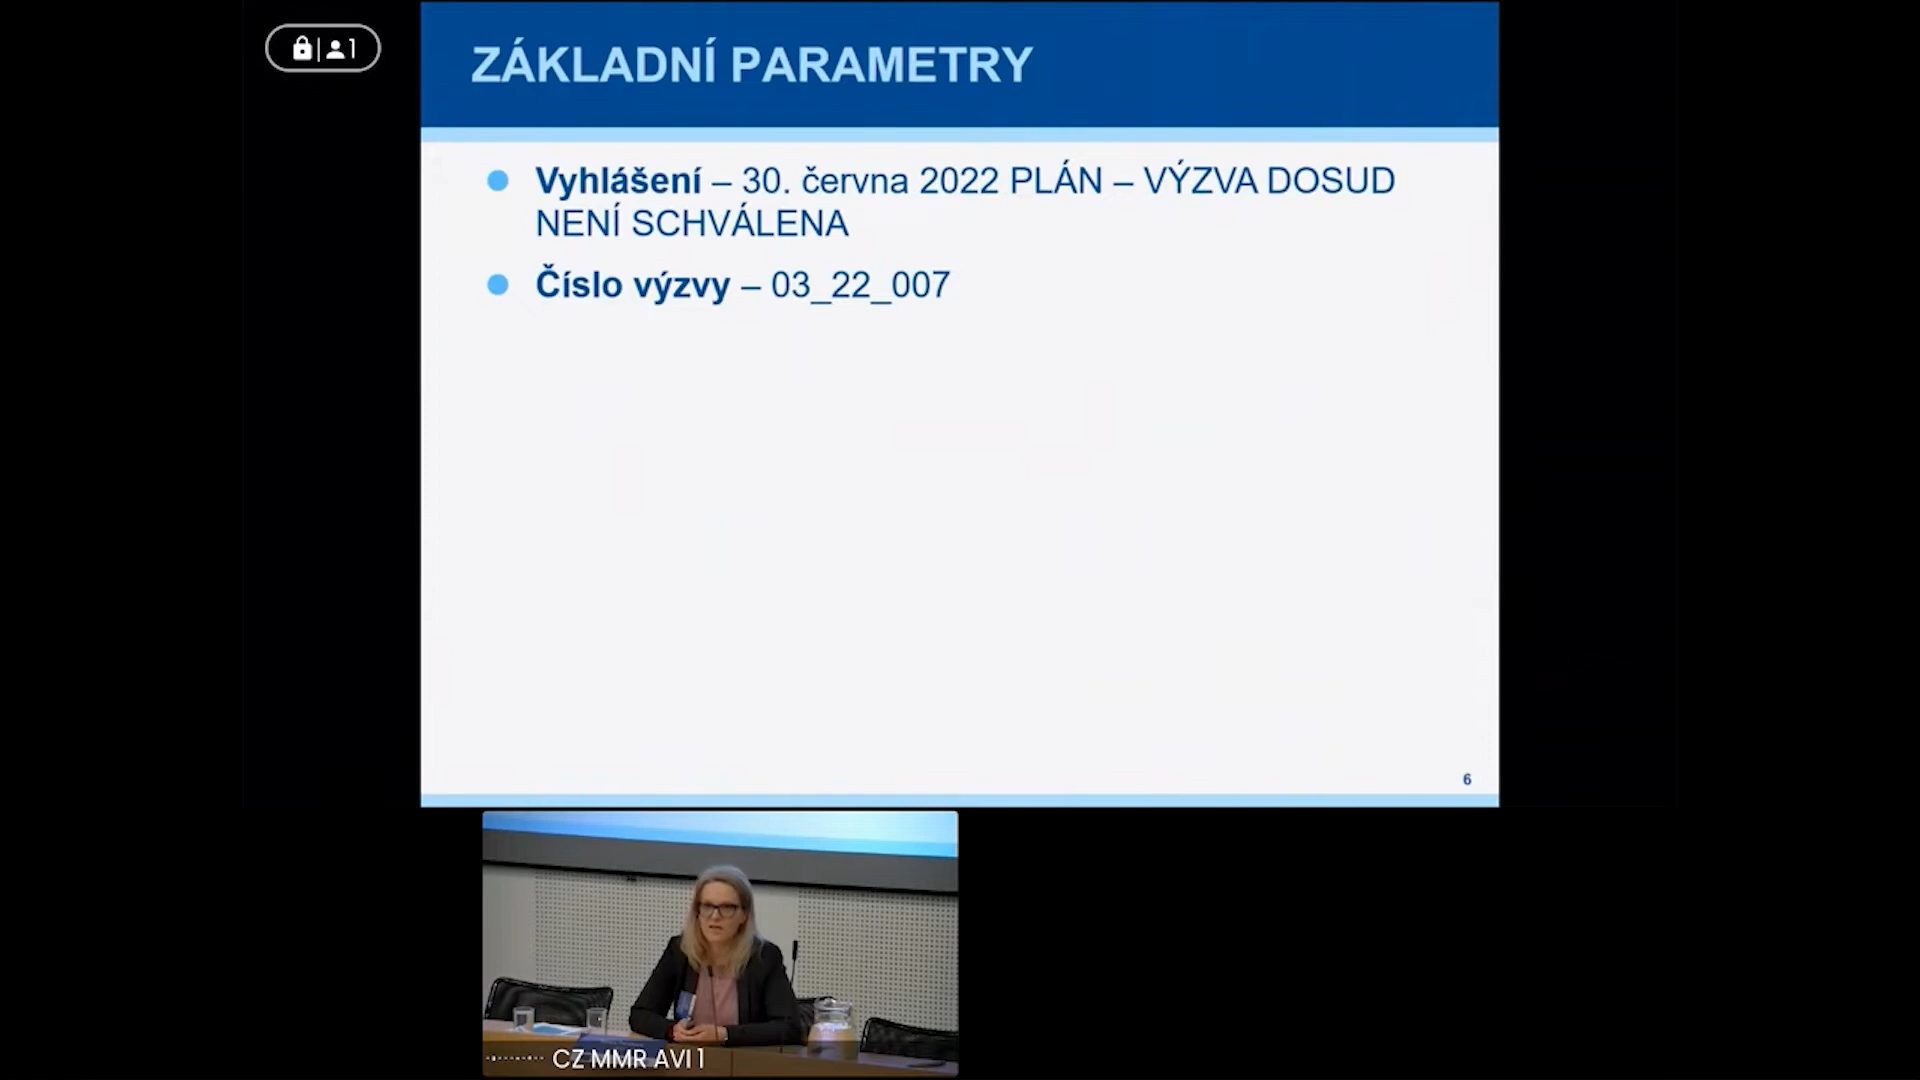 1
ZÁKLADNÍ PARAMETRY
Vyhlášení – 30. června 2022 PLÁN – VÝZVA DOSUD
NENÍ SCHVÁLENA
Číslo výzvy – 03_22_007
6
CZ MMR AVI 1